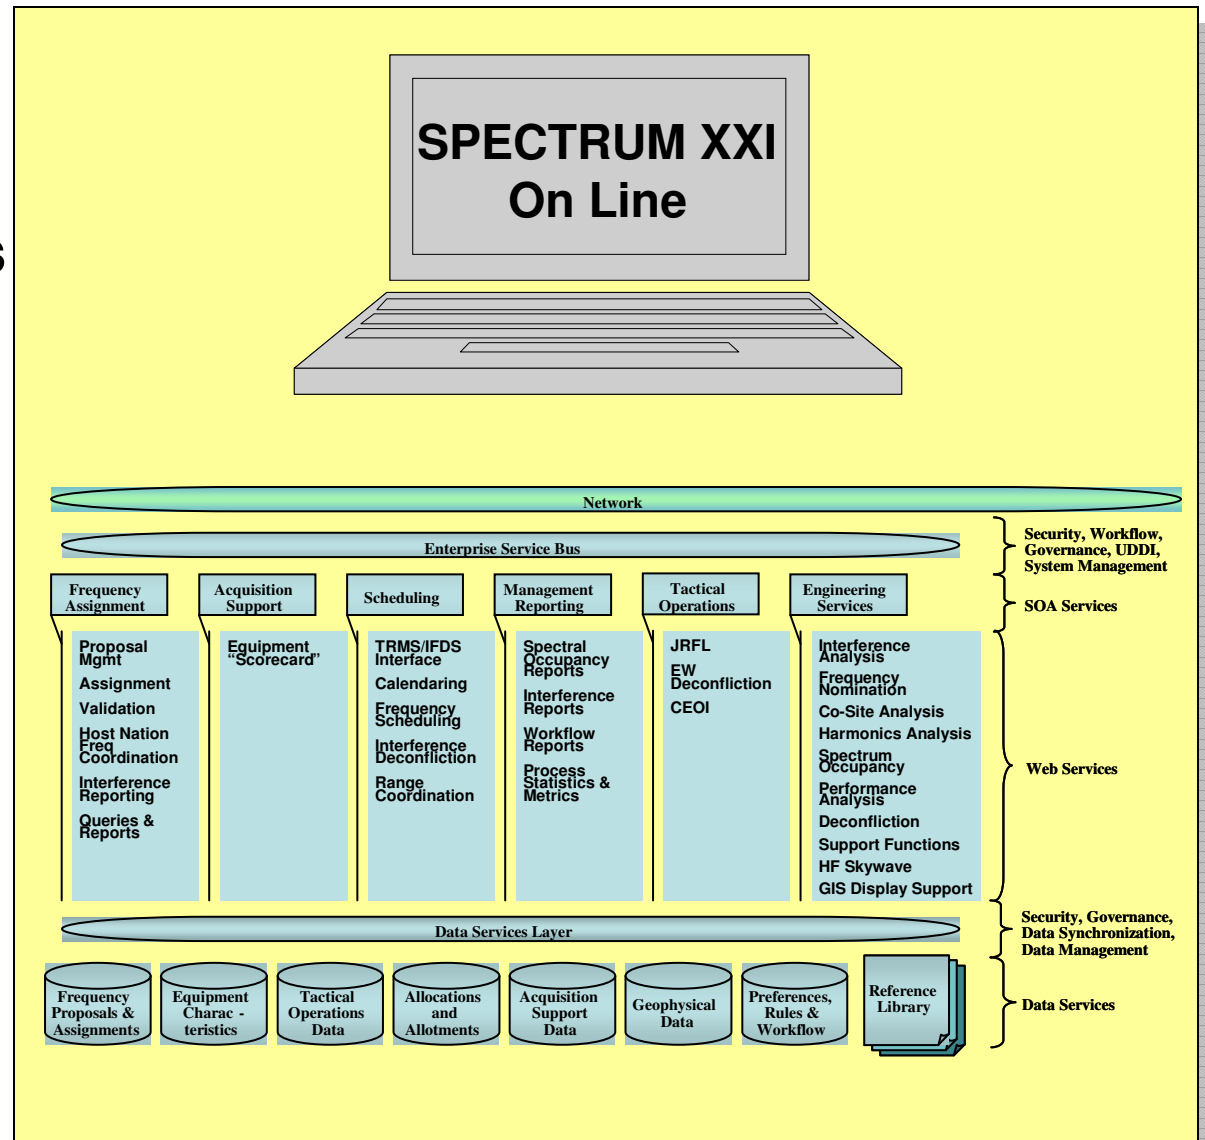 SPECTRUM XXI
On Line
s
Network
Enterprise Service Bus
Security, Workflow,
Governance, UDDI,
System Management
Frequency
Assignment
Acquisition
Support
Scheduling
Management
Reporting
Tactical
Operations
Engineering
Services
SOA Services
Proposal
Mgmt
Assignment
Validation
Host Nation
Freq
Coordination
Interference
Reporting
Queries &
Reports
Equipment
“Scorecard”
TRMS/IFDS
Interface
Calendaring
Frequency
Scheduling
Interference
Deconfliction
Range
Coordination
Spectral
Occupancy
Reports
Interference
Reports
Workflow
Reports
Process
Statistics &
Metrics
JRFL
EW
Deconfliction
CEOI
Interference
Analysis
Frequency
Nomination
Co-Site Analysis
Harmonics Analysis
Spectrum
Occupancy
Performance
Analysis
Deconfliction
Support Functions
HF Skywave
GIS Display Support
Web Services
Data Services Layer
Security, Governance,
Data Synchronization,
Data Management
Frequency
Proposals &
Assignments
Equipment
Charac -
teristics
Tactical
Operations
Data
Allocations
and
Allotments
Acquisition
Support
Data
Geophysical
Data
Preferences,
Rules &
Workflow
Reference
Library
Data Services